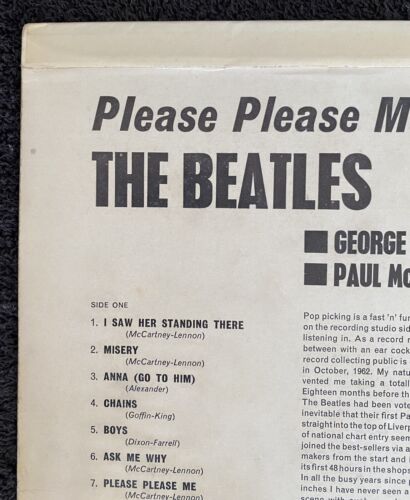 Please Please M
THE BEATLES
GEORGE
PAUL Mc
SIDE ONE
1. I SAW HER STANDING THERE
(McCartney-Lennon)
2. MISERY
(McCartney-Lennon)
3. ANNA (GO TO HIM)
(Alexander)
4. CHAINS
(Goffin-King)
5. BOYS
(Dixon-Farrell)
6. ASK ME WHY
(McCartney-Lennon)
7. PLEASE PLEASE ME
(McCartney-Lennon)
Pop picking is a fast 'n' fur
on the recording studio sid
listening in. As a record r
between with an ear cock
record collecting public is
in October, 1962. My natu
vented me taking a totall
Eighteen months before th
The Beatles had been vote
inevitable that their first Pa
straight into the top of Liverp
of national chart entry seem
joined the best-sellers via a
makers from the start and i
its first 48 hours in the shops
In all the busy years since p
inches I have never seen